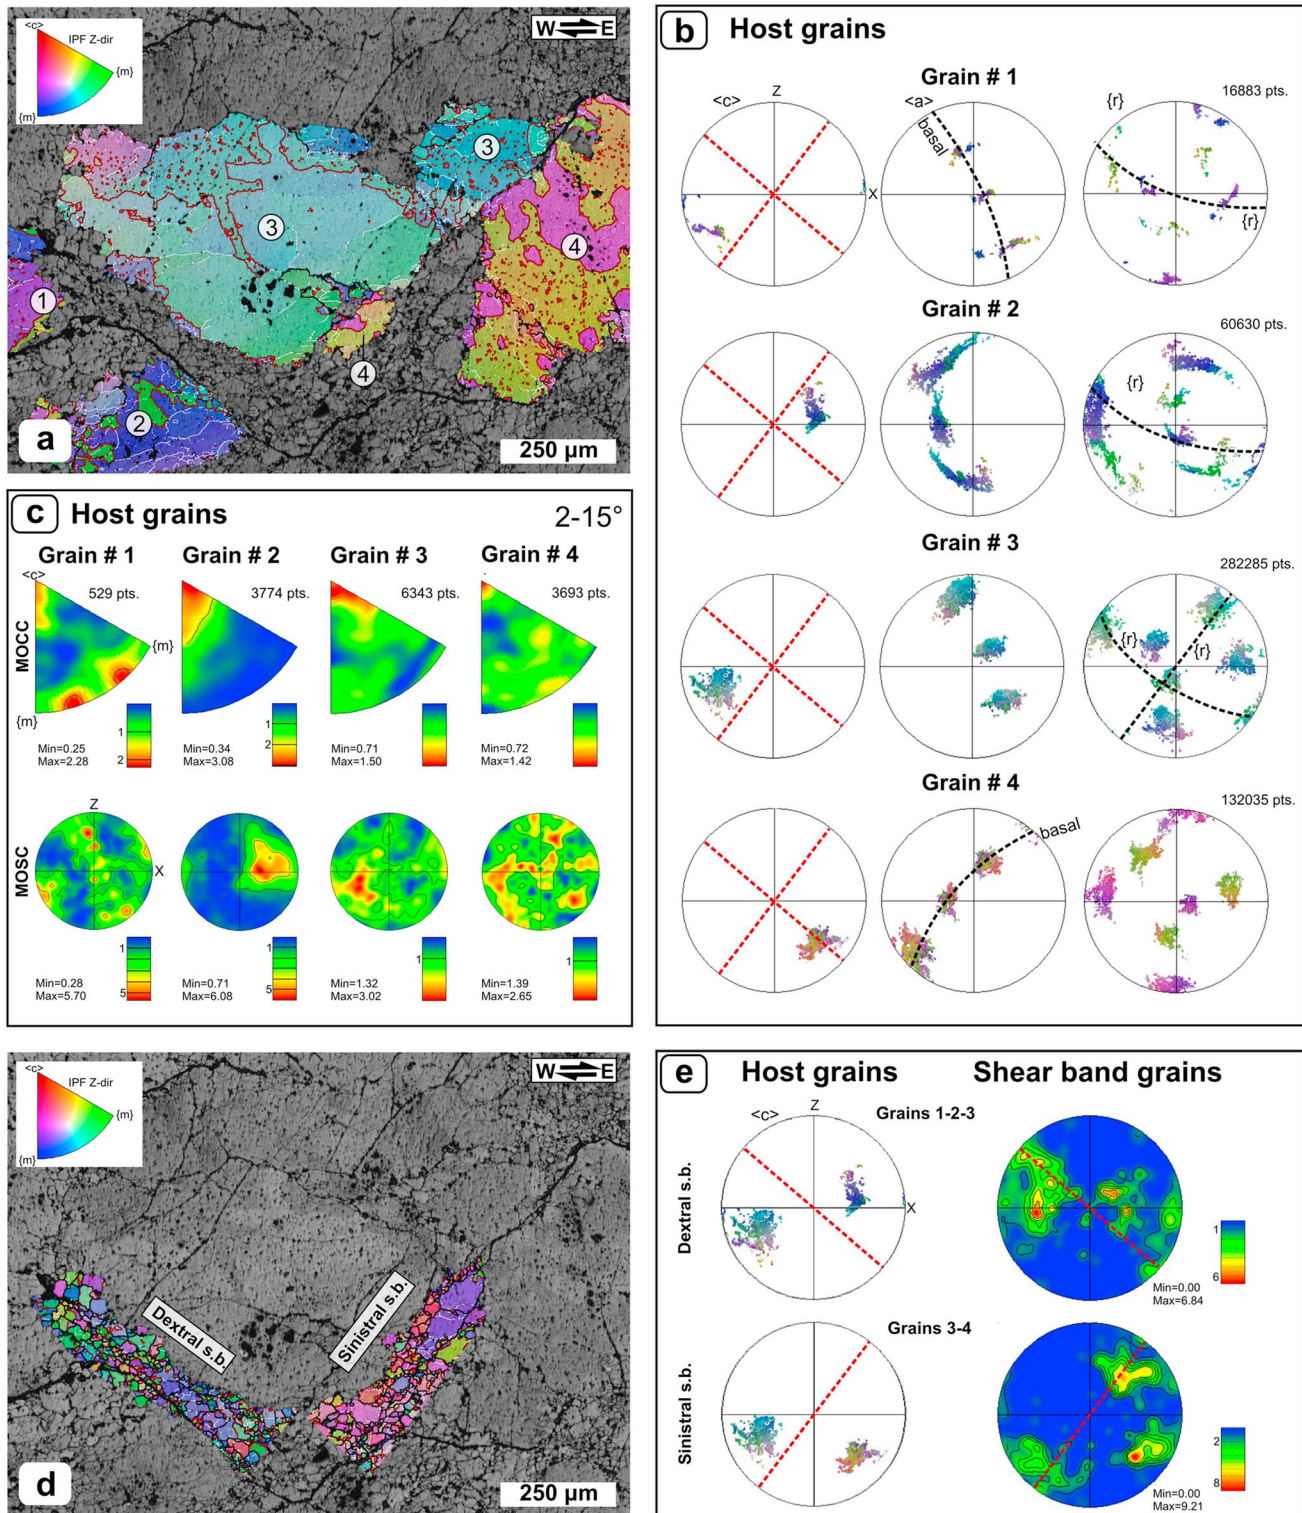 <c>
IPF Z-dir
{m}
{m}
W E
1
2
3
3
4
4
a
250 µm
b Host grains
Grain # 1
<c>
Z
X
<a>
basal
{r}
{r}
16883 pts.
Grain # 2
60630 pts.
{r}
Grain # 3
282285 pts.
{r}
{r}
Grain # 4
132035 pts.
basal
c Host grains 2-15°
Grain # 1 Grain # 2 Grain # 3 Grain # 4
<c>
529 pts. 3774 pts. 6343 pts. 3693 pts.
MOCC
{m}
{m}
1
2
1
2
Min=0.25 Min=0.34 Min=0.71 Min=0.72
Max=2.28 Max=3.08 Max=1.50 Max=1.42
MOSC
Z
X
1
5
1
5
1
1
Min=0.28 Min=0.71 Min=1.32 Min=1.39
Max=5.70 Max=6.08 Max=3.02 Max=2.65
<c>
IPF Z-dir
{m}
{m}
W E
Dextral s.b.
Sinistral s.b.
d
250 µm
e Host grains Shear band grains
<c>
Z
Grains 1-2-3
X
Dextral s.b.
1
6
Min=0.00
Max=6.84
Grains 3-4
Sinistral s.b.
2
8
Min=0.00
Max=9.21